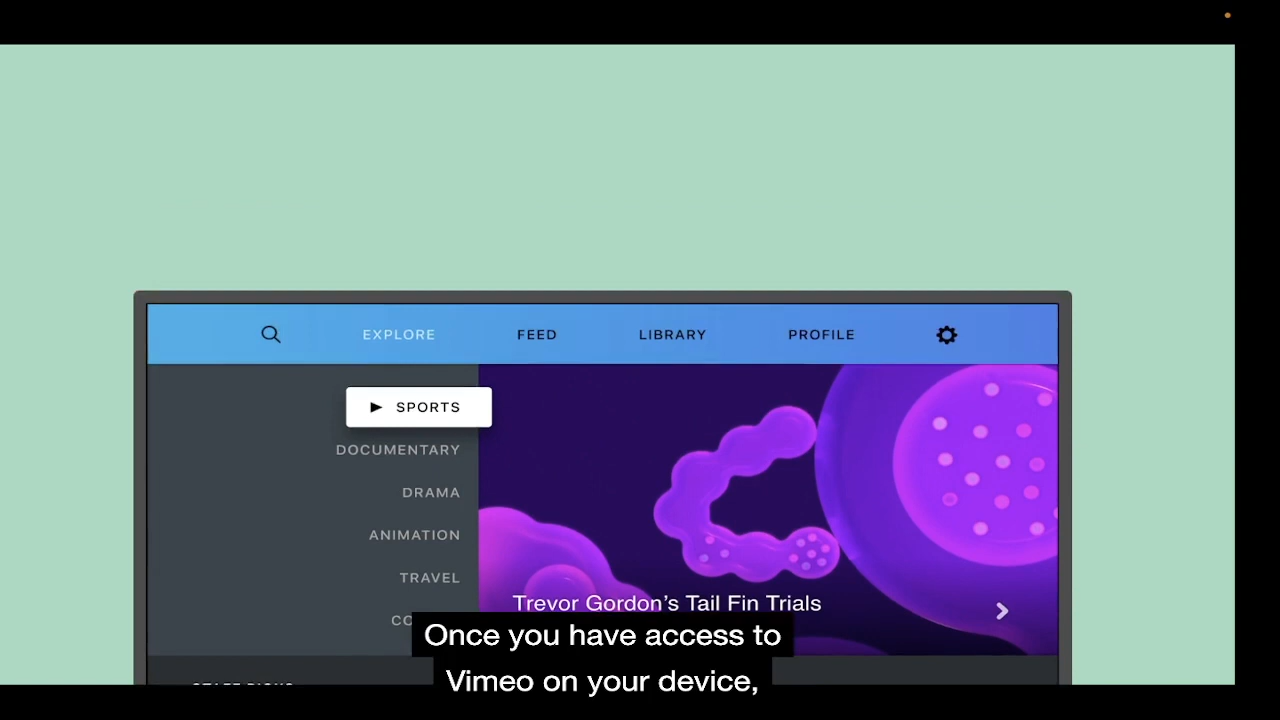 EXPLORE FEED LIBRARY PROFILE
SPORTS
DOCUMENTARY
DRAMA
ANIMATION
TRAVEL
Trevor Gordon's Tail Fin Trials
Once you have access to
Vimeo on your device,